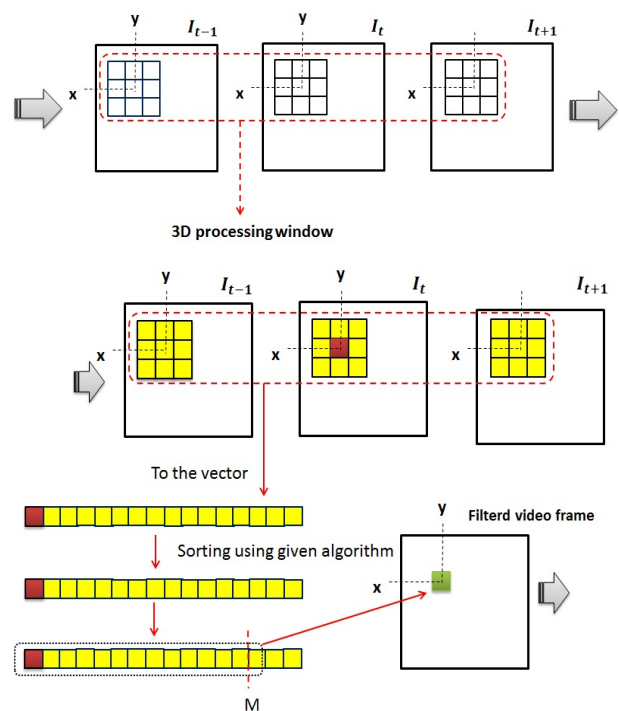 y y
I_{t-1} I_t I_{t+1}
x x x
3D processing window
y y
I_{t-1} I_t I_{t+1}
x x x
To the vector
y
Filterd video frame
Sorting using given algorithm
x
M